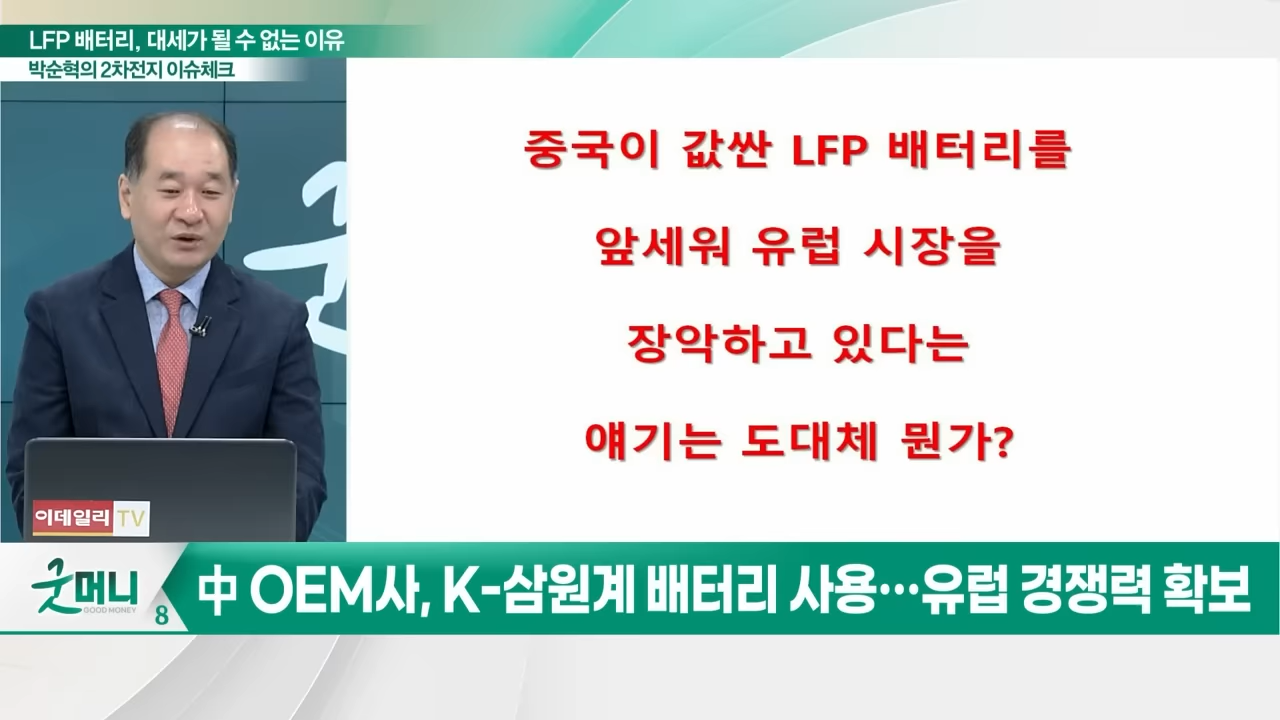 LFP 배터리, 대세가 될 수 없는 이유
박순혁의 2차전지 이슈체크
중국이 값싼 LFP 배터리를
앞세워 유럽 시장을
장악하고 있다는
얘기는 도대체 뭔가?
이데일리 TV
굿머니
GOOD MONEY
8
中 OEM사, K-삼원계 배터리 사용…유럽 경쟁력 확보